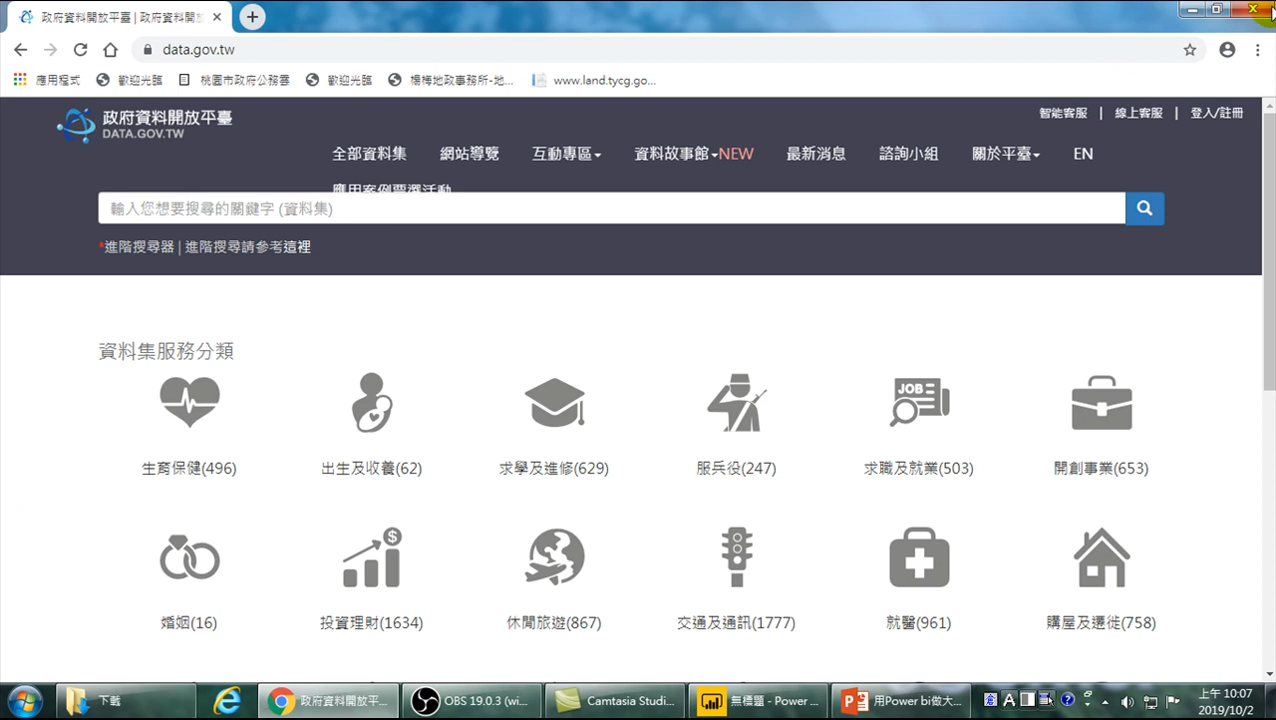 政府資料開放平臺 | 政府資料開放
data.gov.tw
應用程式 歡迎光臨 桃園市政府公務雲 歡迎光臨 楊梅地政事務所-地... www.land.tycg.go...
政府資料開放平臺
DATA.GOV.TW
智能客服 | 線上客服 | 登入/註冊
全部資料集 網站導覽 互動專區 資料故事館 NEW 最新消息 諮詢小組 關於平臺 EN
應用案例票選活動
輸入您想要搜尋的關鍵字 (資料集)
*進階搜尋器 | 進階搜尋請參考這裡
資料集服務分類
JOB
生育保健(496) 出生及收養(62) 求學及進修(629) 服兵役(247) 求職及就業(503) 開創事業(653)
$
婚姻(16) 投資理財(1634) 休閒旅遊(867) 交通及通訊(1777) 就醫(961) 購屋及遷徙(758)
下載 政府資料開放平... OBS 19.0.3 (wi... Camtasia Studi... 無標題 - Power ... 用Power bi做大... A 上午 10:07
2019/10/2